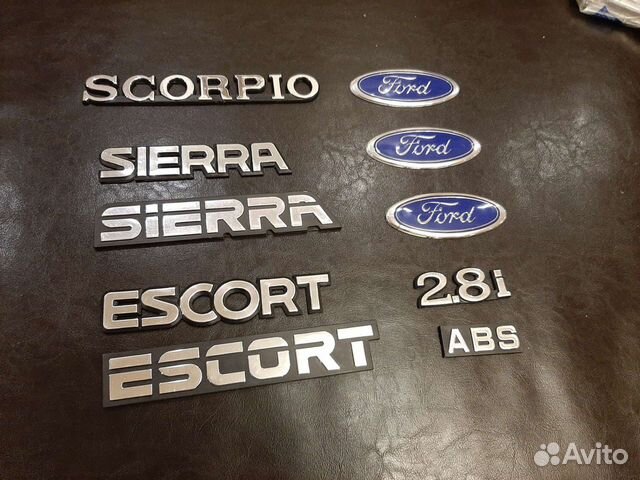 SCORPIO
Ford
SIERRA
Ford
SIERRA
Ford
ESCORT
2.8i
ESCORT
ABS
Avito